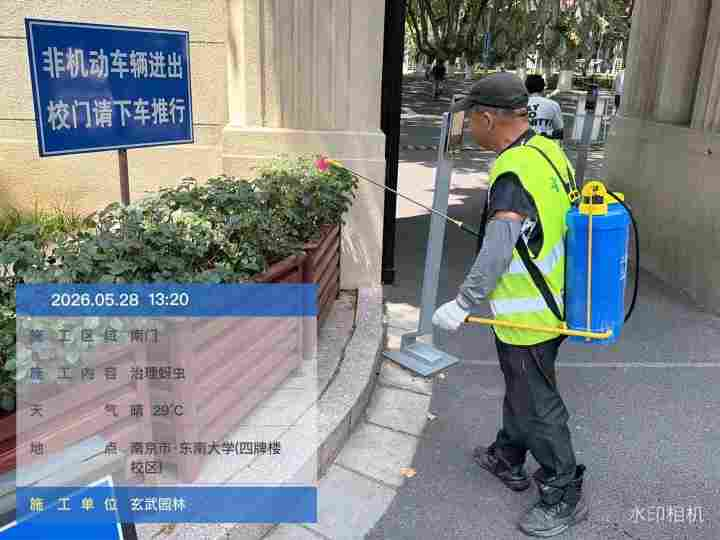 非机动车辆进出
校门请下车推行
2026.05.28 13:20
施工区域 南门
施工内容 治理蚜虫
天气 晴 29℃
地点 南京市·东南大学(四牌楼
校区)
施工单位 玄武园林
水印相机